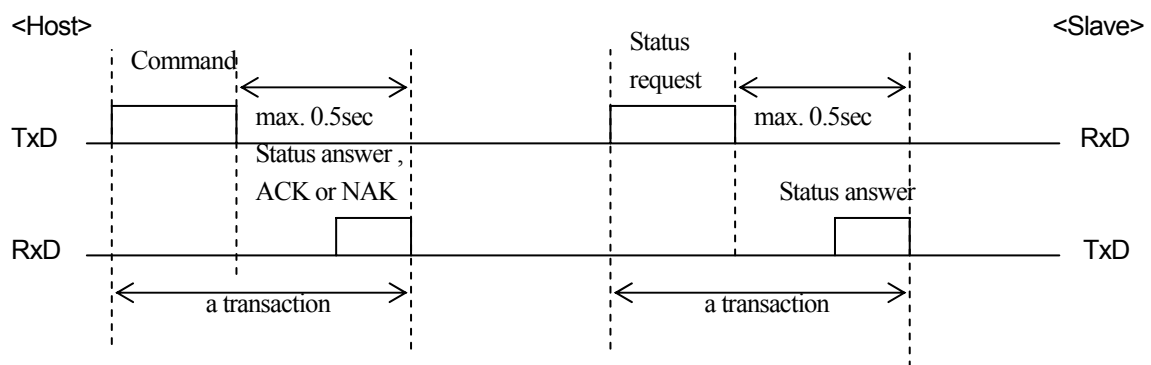 <Host>
<Slave>
Command
Status
request
max. 0.5sec
max. 0.5sec
TxD
RxD
Status answer ,
ACK or NAK
Status answer
RxD
TxD
a transaction
a transaction